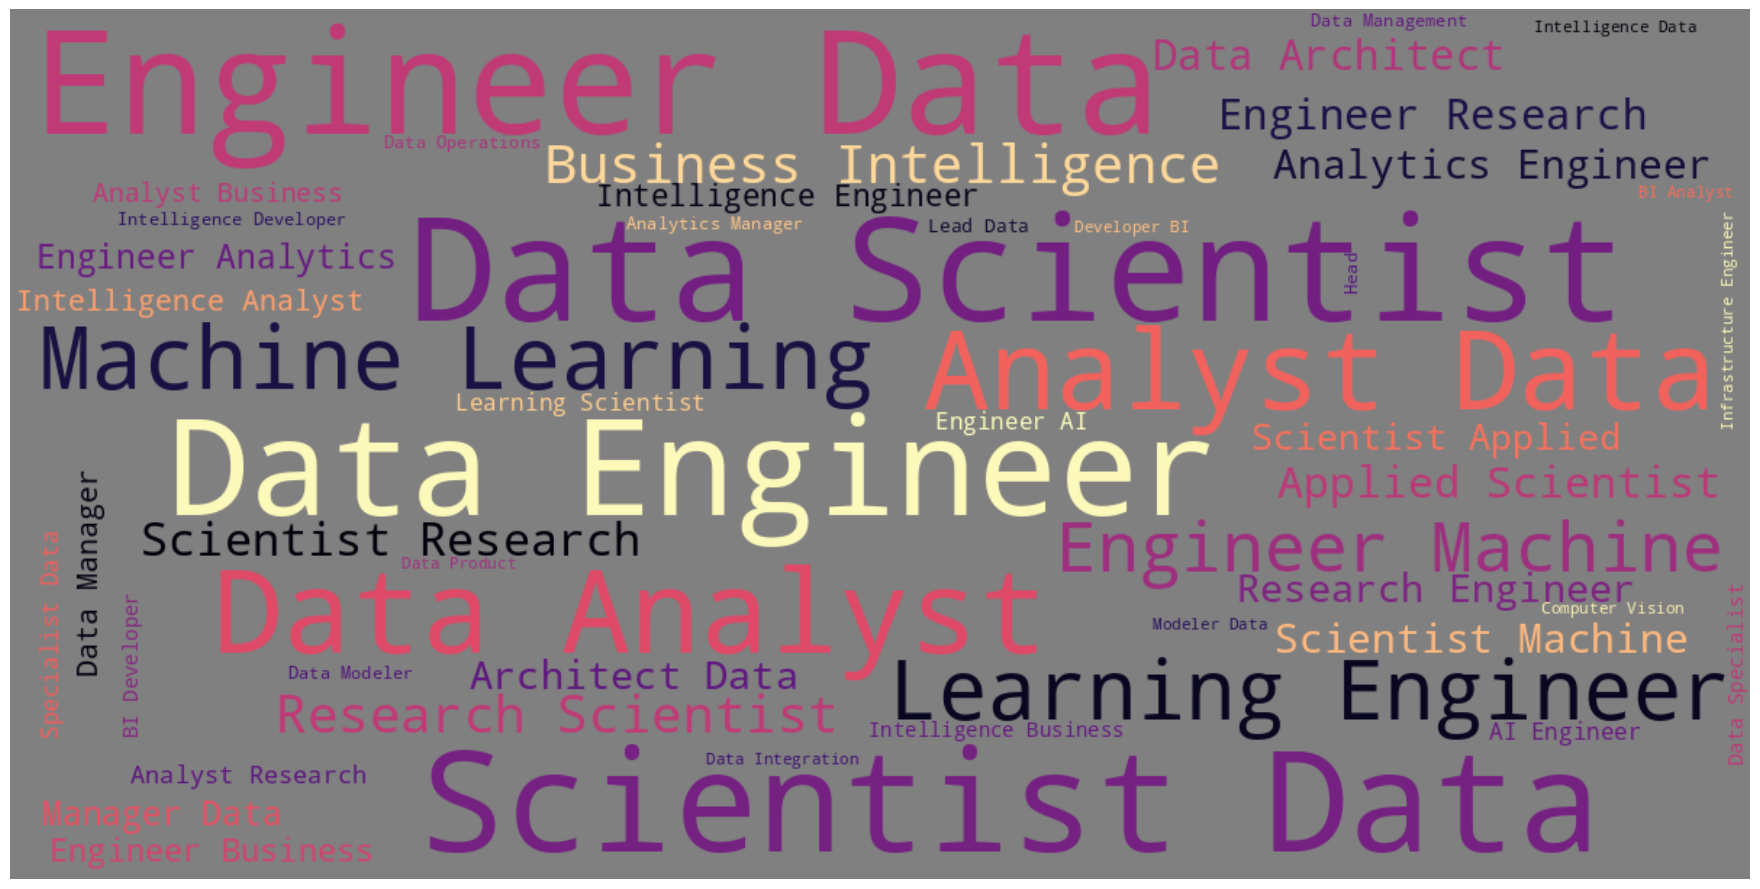 Data Management
Intelligence Data
Engineer Data
Data Architect
Engineer Research
Data Operations
Business Intelligence
Analytics Engineer
Analyst Business
Intelligence Engineer
BI Analyst
Intelligence Developer
Analytics Manager
Lead Data
Developer BI
Engineer Analytics
Data Scientist
Head
Infrastructure Engineer
Intelligence Analyst
Machine Learning
Analyst Data
Learning Scientist
Engineer AI
Data Engineer
Scientist Applied
Applied Scientist
Data Manager
Scientist Research
Engineer Machine
Specialist Data
Data Product
Research Engineer
BI Developer
Data Analyst
Computer Vision
Modeler Data
Scientist Machine
Data Specialist
Data Modeler
Architect Data
Learning Engineer
Research Scientist
Intelligence Business
AI Engineer
Data Integration
Analyst Research
Scientist Data
Manager Data
Engineer Business